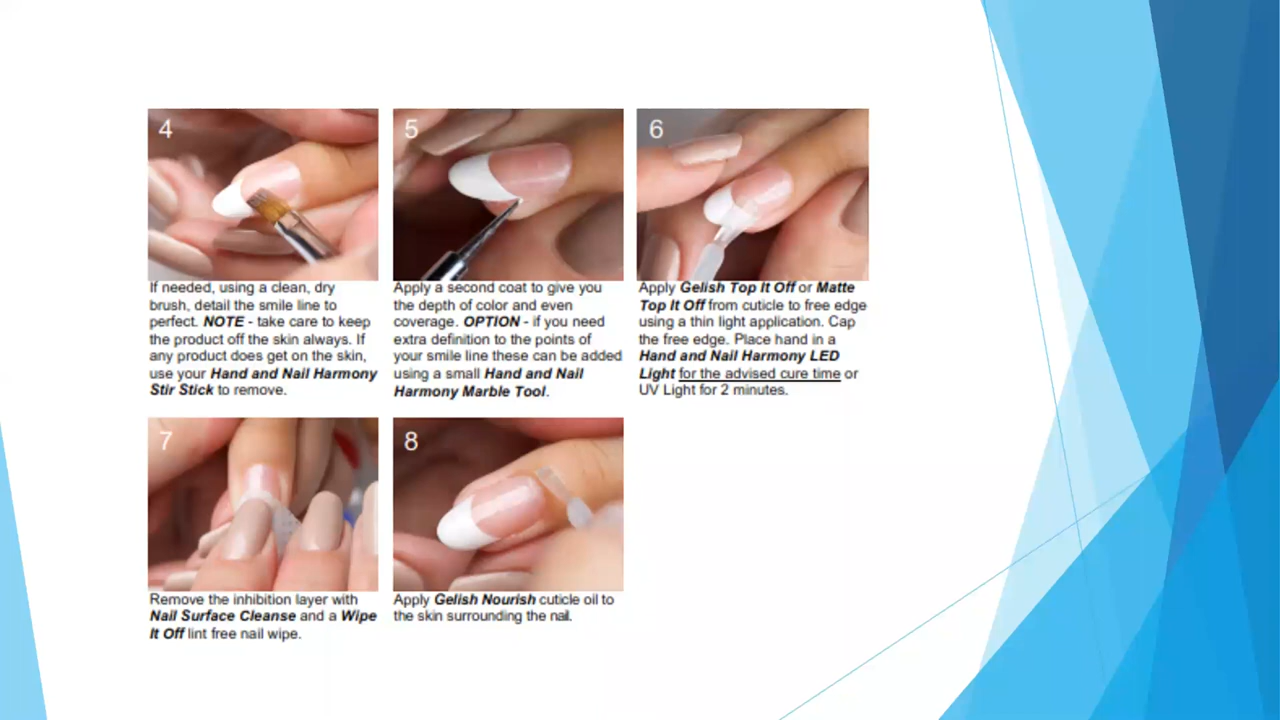 4
If needed, using a clean, dry
brush, detail the smile line to
perfect. NOTE - take care to keep
the product off the skin always. If
any product does get on the skin,
use your Hand and Nail Harmony
Stir Stick to remove.
5
Apply a second coat to give you
the depth of color and even
coverage. OPTION - if you need
extra definition to the points of
your smile line these can be added
using a small Hand and Nail
Harmony Marble Tool.
6
Apply Gelish Top It Off or Matte
Top It Off from cuticle to free edge
using a thin light application. Cap
the free edge. Place hand in a
Hand and Nail Harmony LED
Light for the advised cure time or
UV Light for 2 minutes.
7
Remove the inhibition layer with
Nail Surface Cleanse and a Wipe
It Off lint free nail wipe.
8
Apply Gelish Nourish cuticle oil to
the skin surrounding the nail.